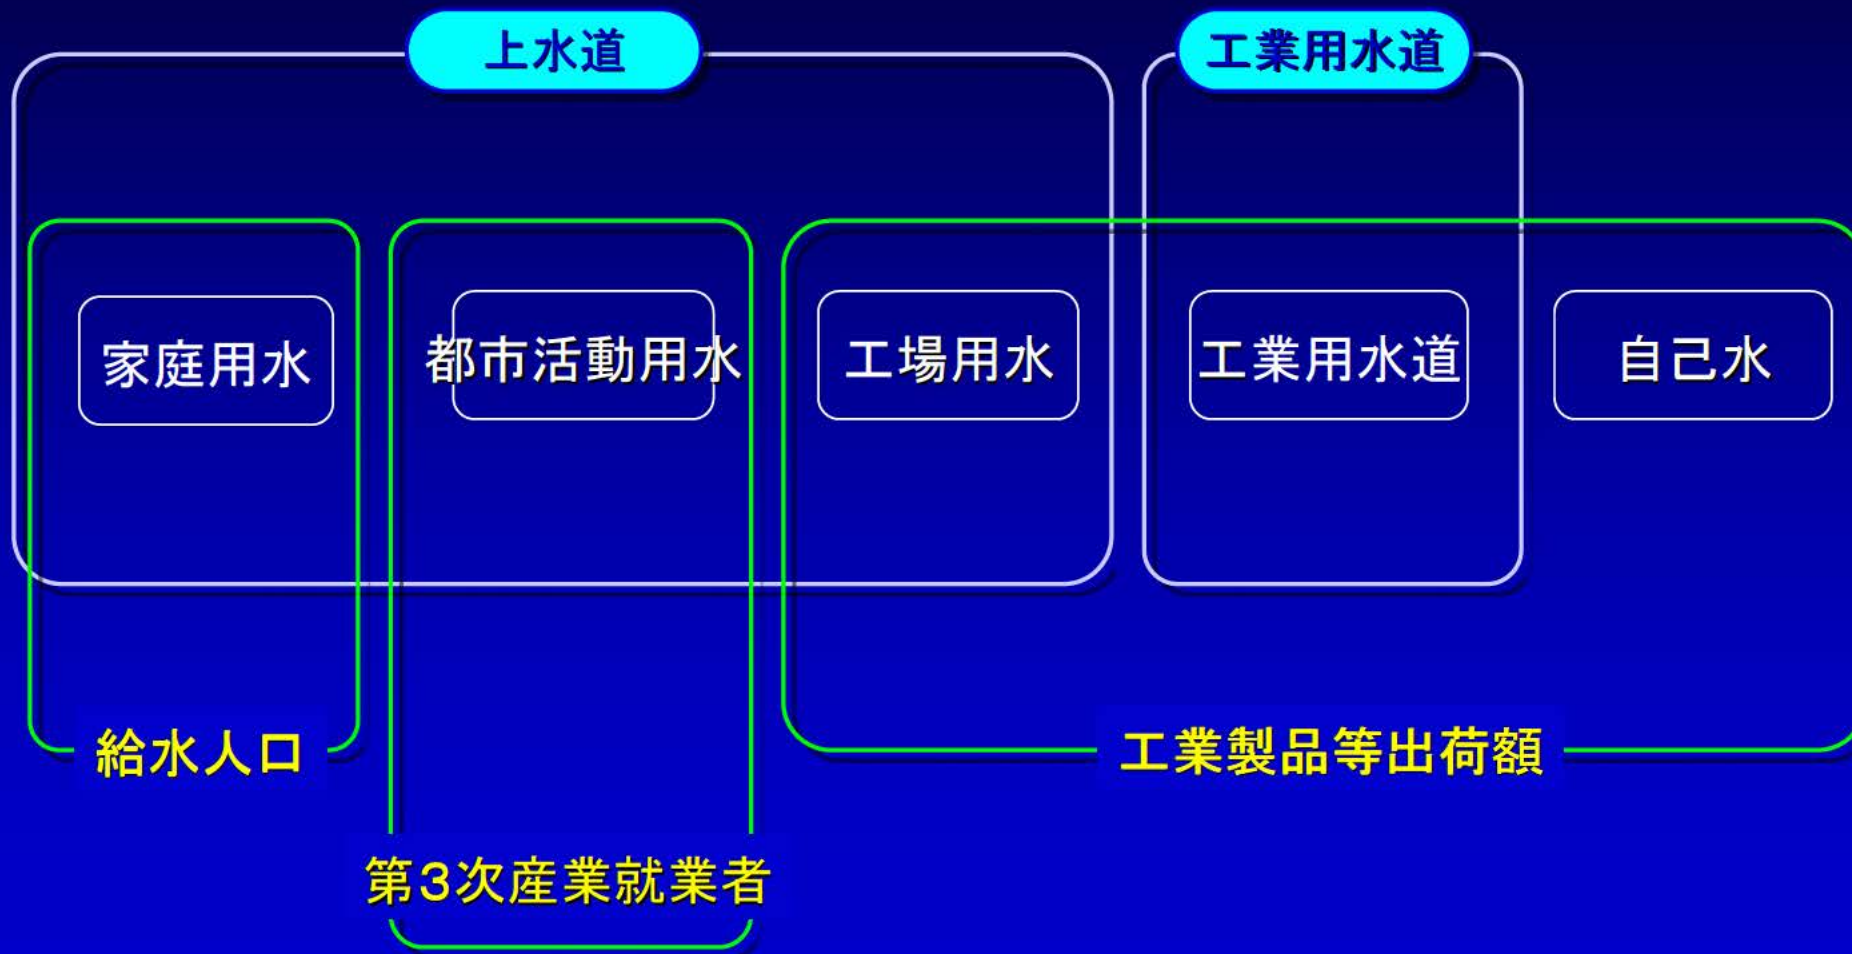 上水道
工業用水道
家庭用水
都市活動用水
工場用水
工業用水道
自己水
給水人口
工業製品等出荷額
第3次産業就業者